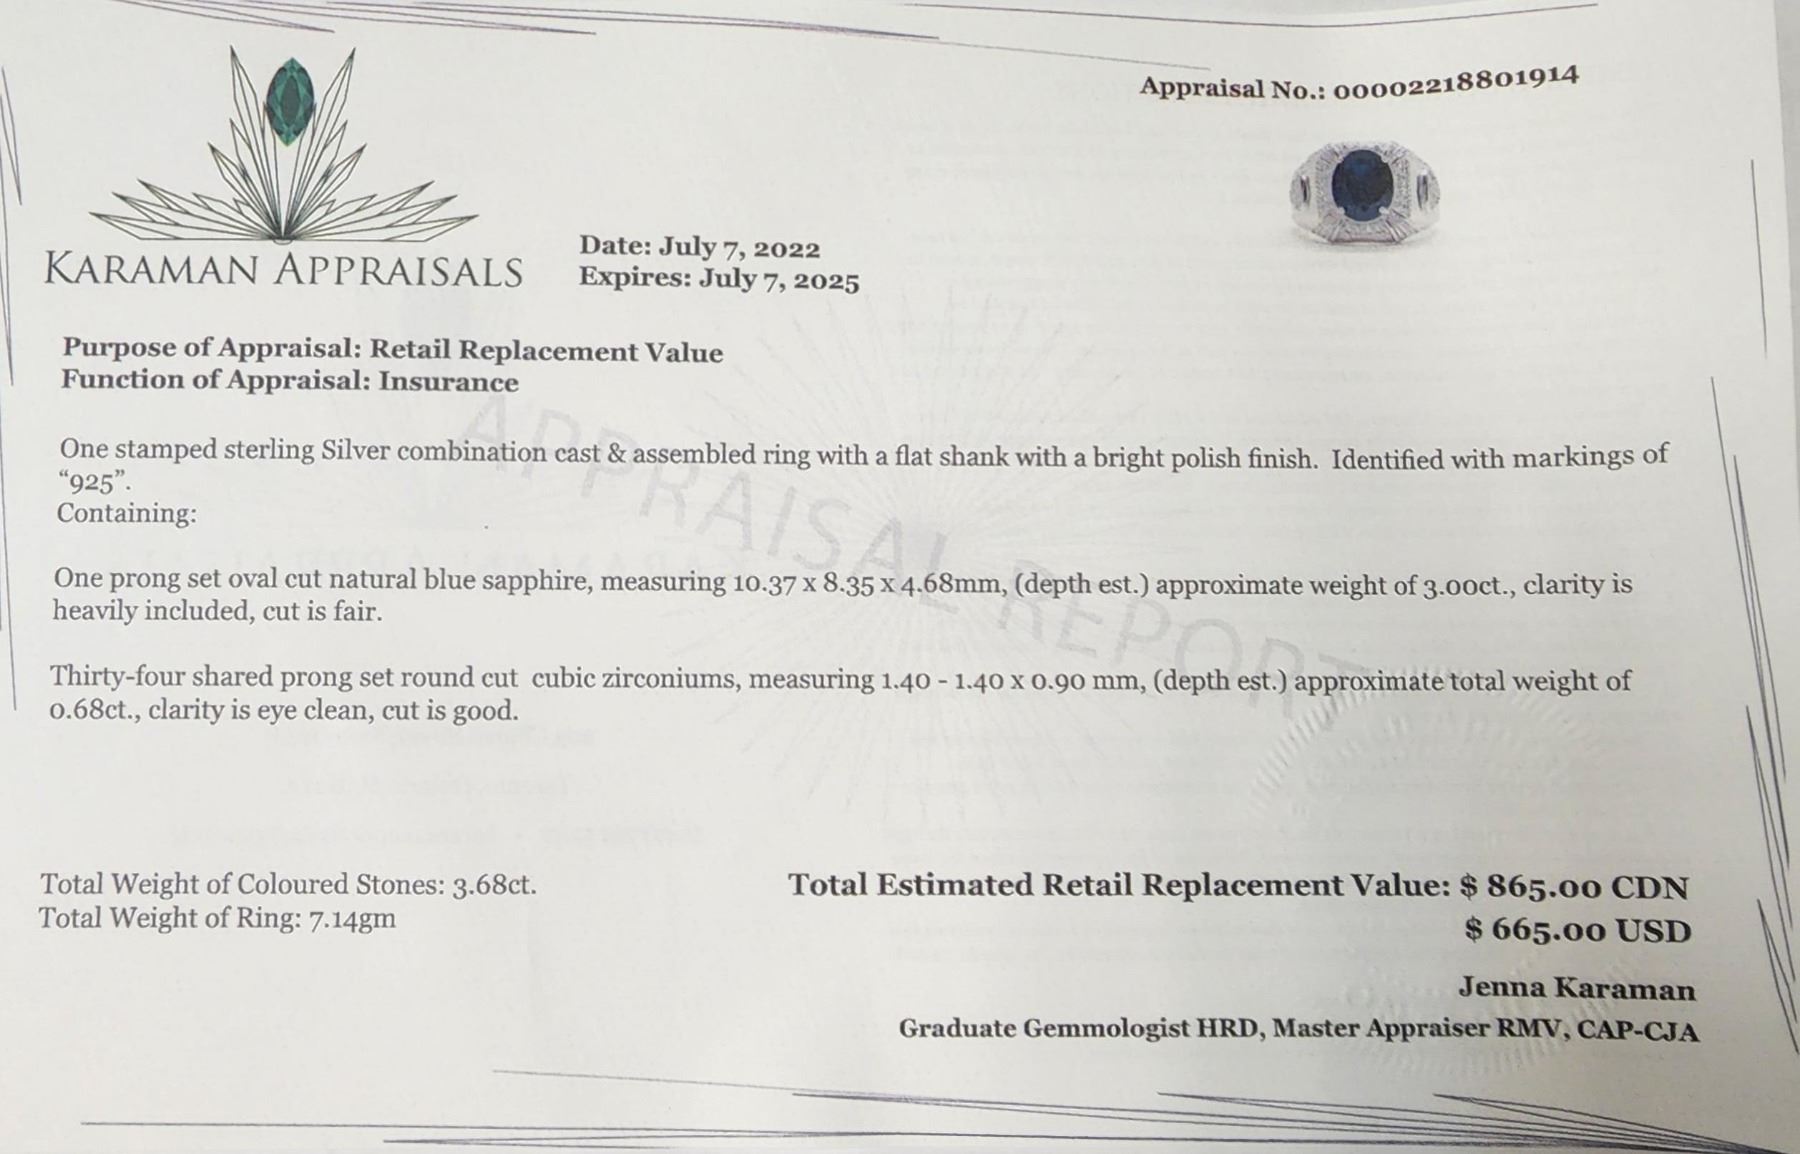 Appraisal No.: 00002218801914
KARAMAN APPRAISALS
Date: July 7, 2022
Expires: July 7, 2025
Purpose of Appraisal: Retail Replacement Value
Function of Appraisal: Insurance
One stamped sterling Silver combination cast & assembled ring with a flat shank with a bright polish finish.  Identified with markings of
“925”.
Containing:
One prong set oval cut natural blue sapphire, measuring 10.37 x 8.35 x 4.68mm, (depth est.) approximate weight of 3.00ct., clarity is
heavily included, cut is fair.
Thirty-four shared prong set round cut  cubic zirconiums, measuring 1.40 - 1.40 x 0.90 mm, (depth est.) approximate total weight of
0.68ct., clarity is eye clean, cut is good.
APPRAISAL REPORT
Total Weight of Coloured Stones: 3.68ct.
Total Weight of Ring: 7.14gm
Total Estimated Retail Replacement Value: $ 865.00 CDN
$ 665.00 USD
Jenna Karaman
Graduate Gemmologist HRD, Master Appraiser RMV, CAP-CJA